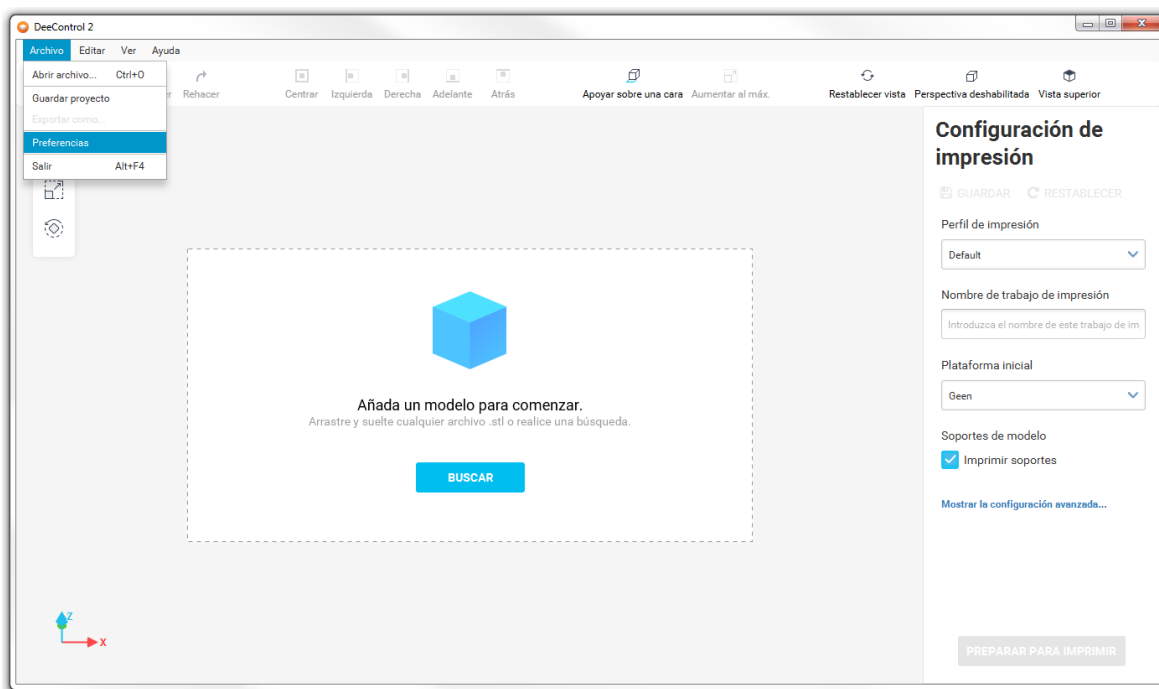 DeeControl 2
Archivo Editar Ver Ayuda
Abrir archivo... Ctrl+O
Guardar proyecto
Exportar como...
Preferencias
Salir Alt+F4
Rehacer Centrar Izquierda Derecha Adelante Atrás Apoyar sobre una cara Aumentar al máx. Restablecer vista Perspectiva deshabilitada Vista superior
Añada un modelo para comenzar.
Arrastre y suelte cualquier archivo .stl o realice una búsqueda.
BUSCAR
Z
X
Configuración de
impresión
GUARDAR RESTABLECER
Perfil de impresión
Default
Nombre de trabajo de impresión
Introduzca el nombre de este trabajo de im
Plataforma inicial
Geen
Soportes de modelo
Imprimir soportes
Mostrar la configuración avanzada...
PREPARAR PARA IMPRIMIR